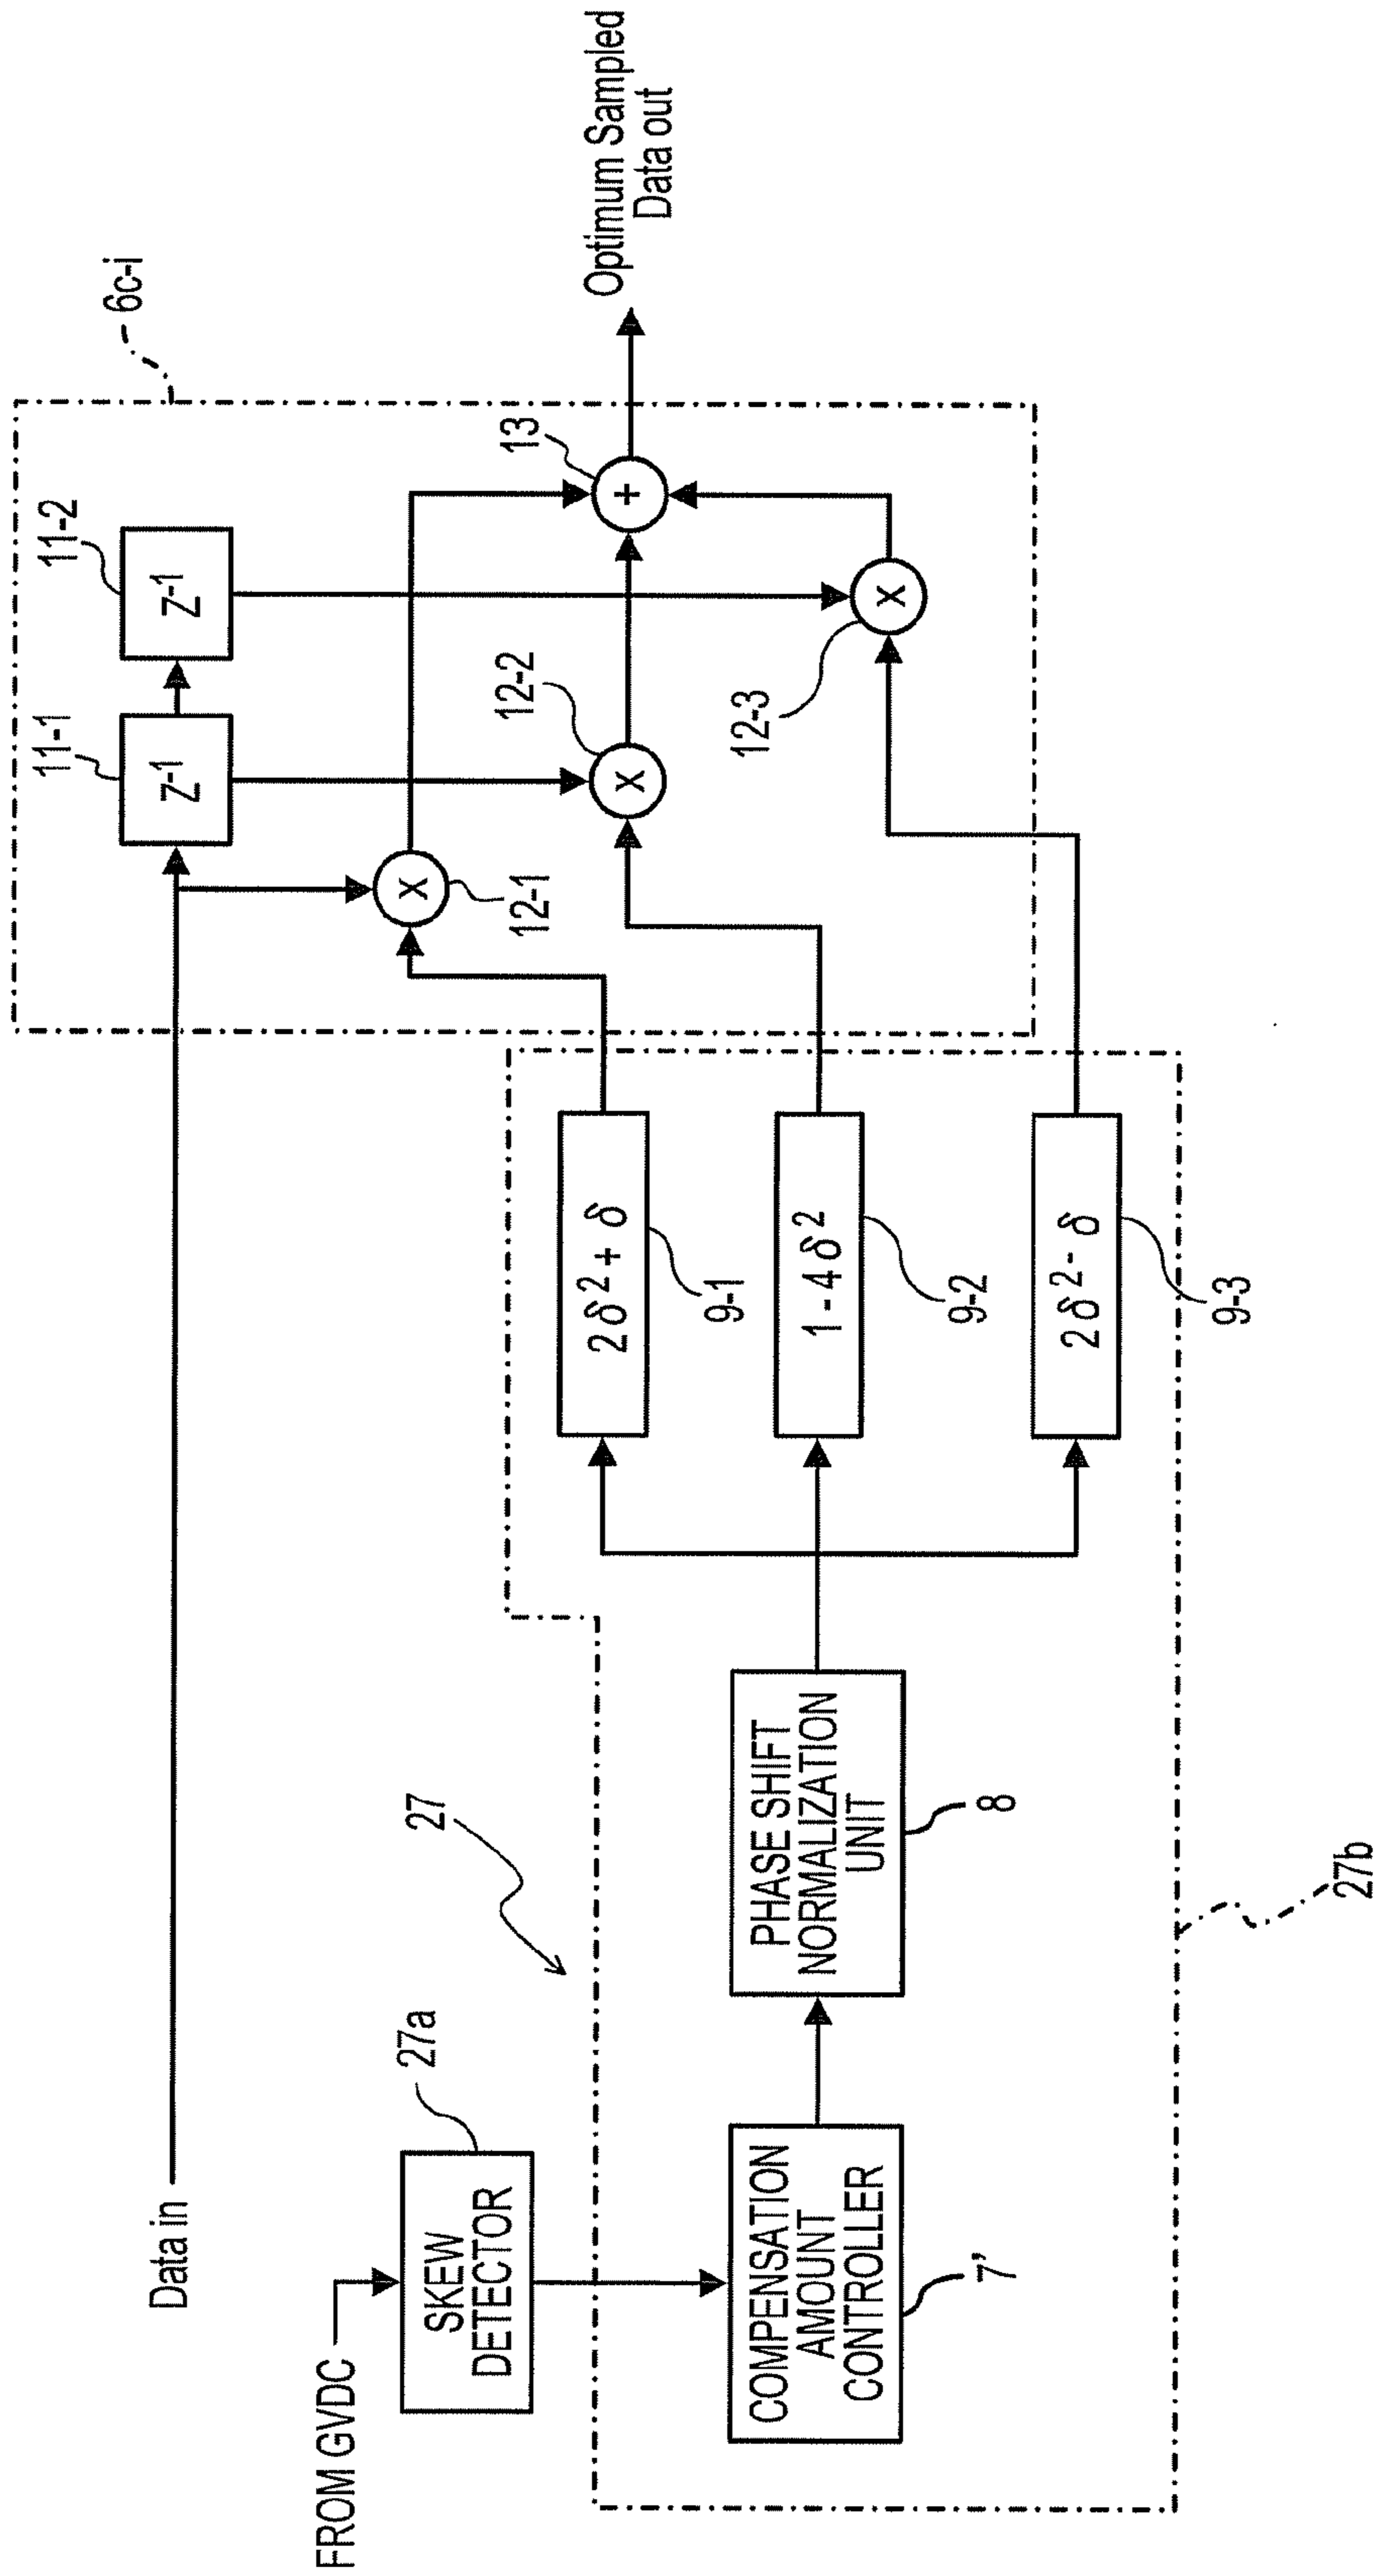 6c-i
11-1
11-2
Z⁻¹
Z⁻¹
Data in
13
+
12-1
X
12-2
X
12-3
X
Optimum Sampled
Data out
FROM GVDC
27a
SKEW
DETECTOR
27
2δ² + δ
9-1
1 - 4δ²
9-2
2δ² - δ
9-3
COMPENSATION
AMOUNT
CONTROLLER
7'
PHASE SHIFT
NORMALIZATION
UNIT
8
27b